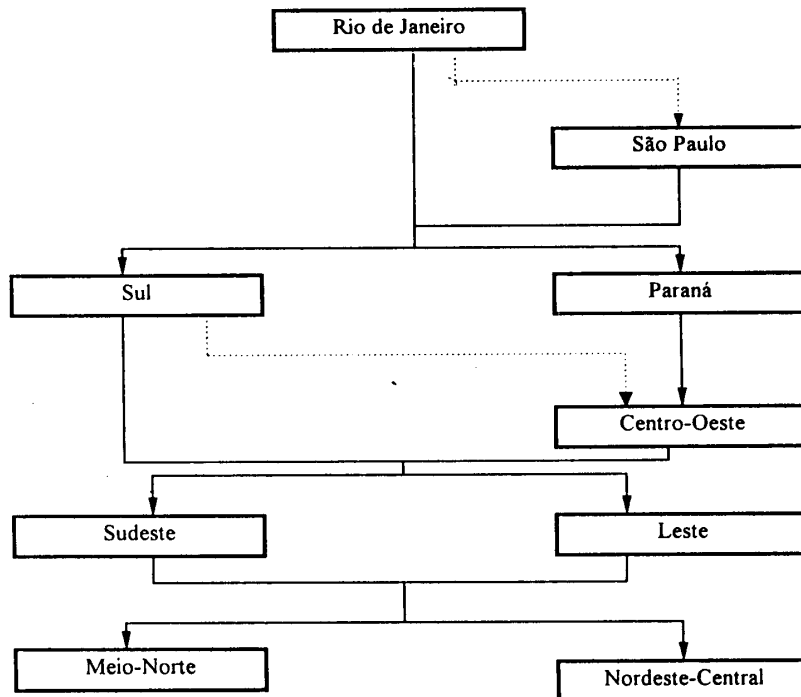 Rio de Janeiro
São Paulo
Sul
Paraná
Centro-Oeste
Sudeste
Leste
Meio-Norte
Nordeste-Central